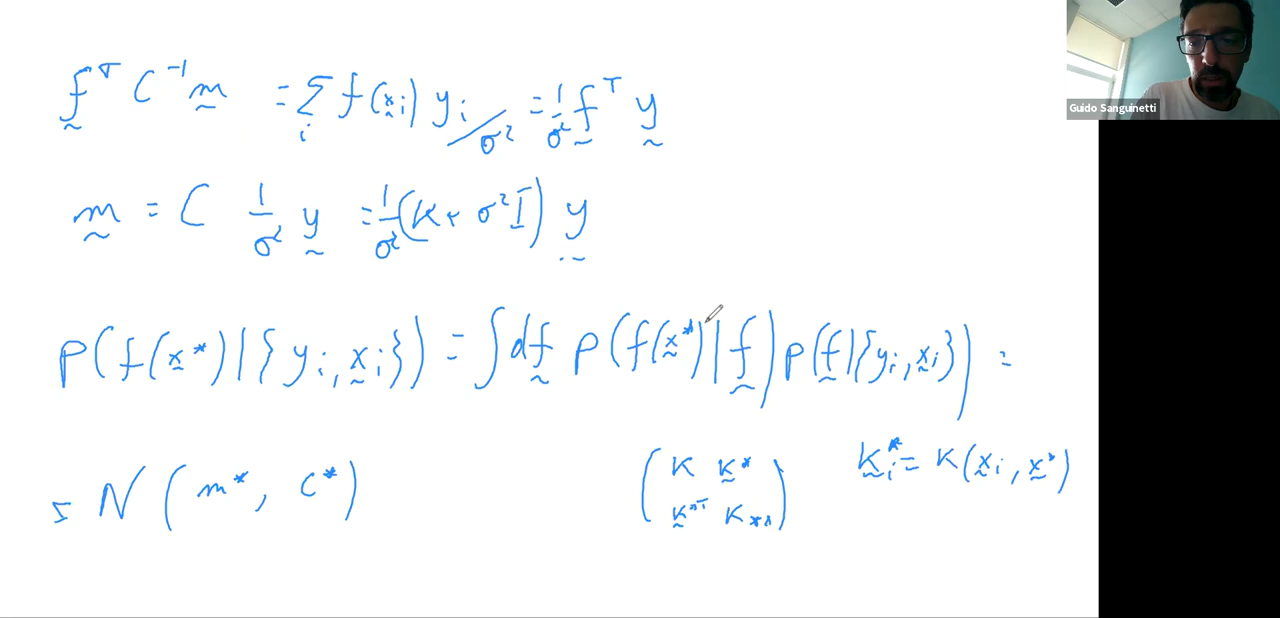 f^T C^{-1} m = Σ_i f(x_i) y_i/σ² = 1/σ² f^T y
Guido Sanguinetti
m = C 1/σ² y = 1/σ² (K + σ² I) y
p(f(x*)|{y_i, x_i}) = ∫ df p(f(x*)|f) p(f|{y_i, x_i}) =
= N(m*, C*)
(K k*
k*^T K**)
k_i* = K(x_i, x*)